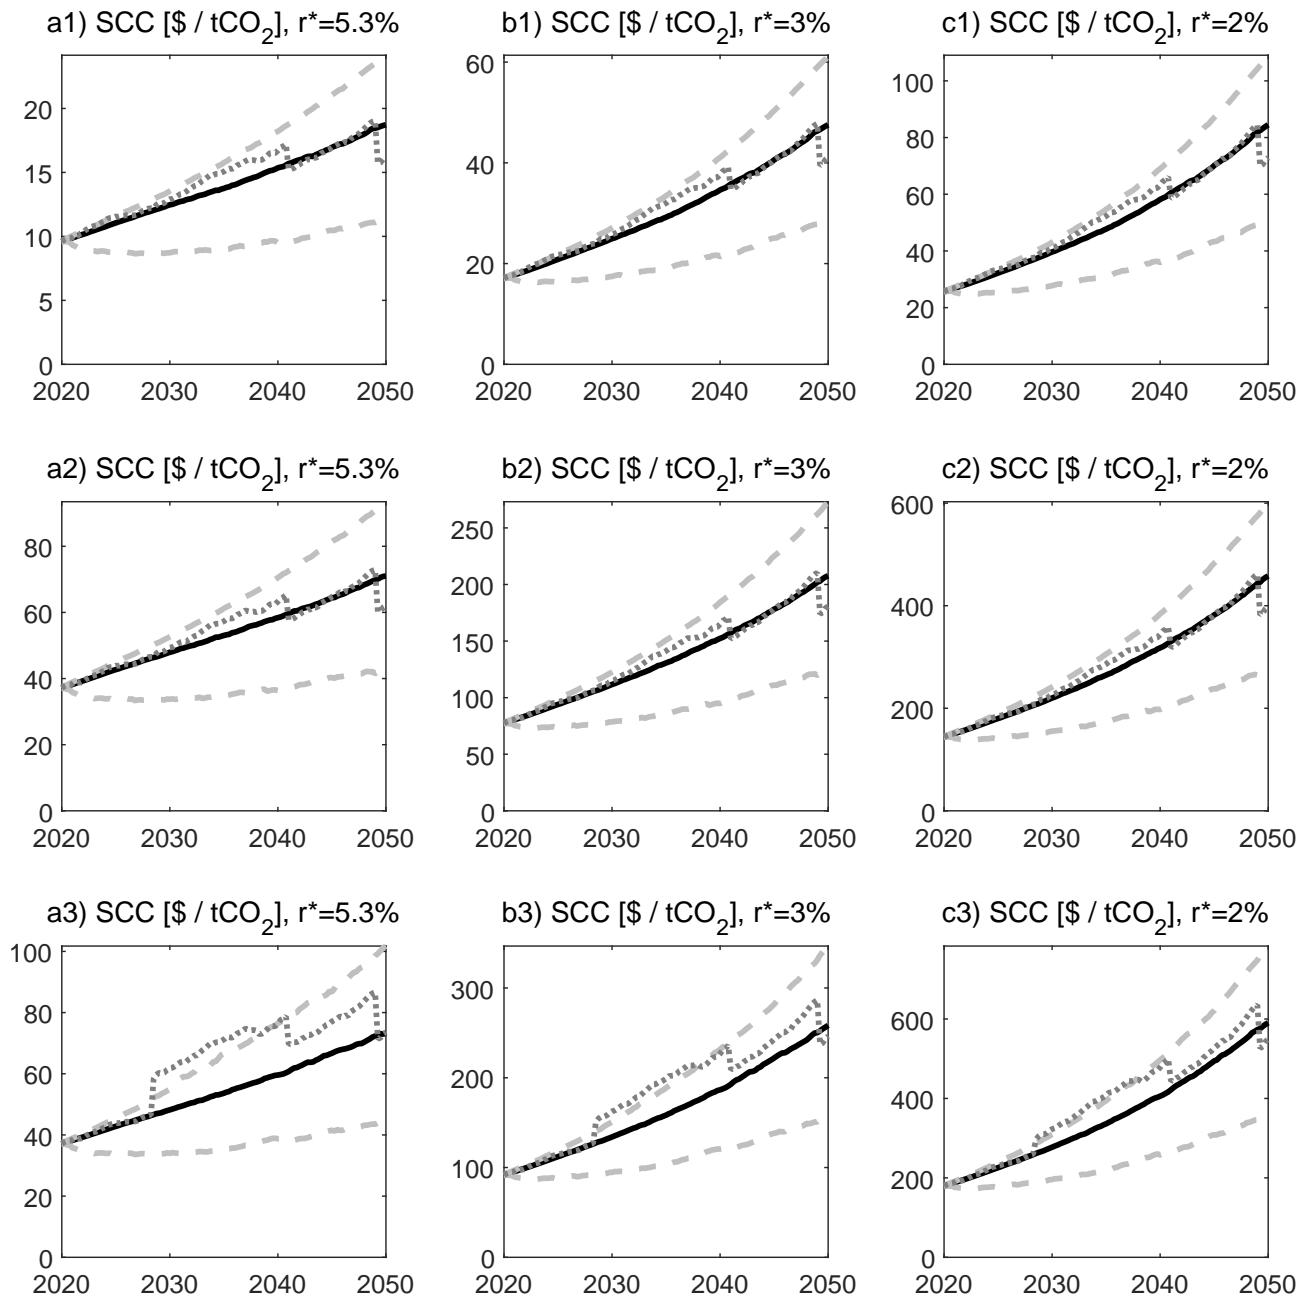 a1) SCC [$ / tCO2], r*=5.3%
b1) SCC [$ / tCO2], r*=3%
c1) SCC [$ / tCO2], r*=2%
20
15
10
5
0
2020 2030 2040 2050
60
40
20
0
2020 2030 2040 2050
100
80
60
40
20
0
2020 2030 2040 2050
a2) SCC [$ / tCO2], r*=5.3%
b2) SCC [$ / tCO2], r*=3%
c2) SCC [$ / tCO2], r*=2%
80
60
40
20
0
2020 2030 2040 2050
250
200
150
100
50
0
2020 2030 2040 2050
600
400
200
0
2020 2030 2040 2050
a3) SCC [$ / tCO2], r*=5.3%
b3) SCC [$ / tCO2], r*=3%
c3) SCC [$ / tCO2], r*=2%
100
80
60
40
20
0
2020 2030 2040 2050
300
200
100
0
2020 2030 2040 2050
600
400
200
0
2020 2030 2040 2050